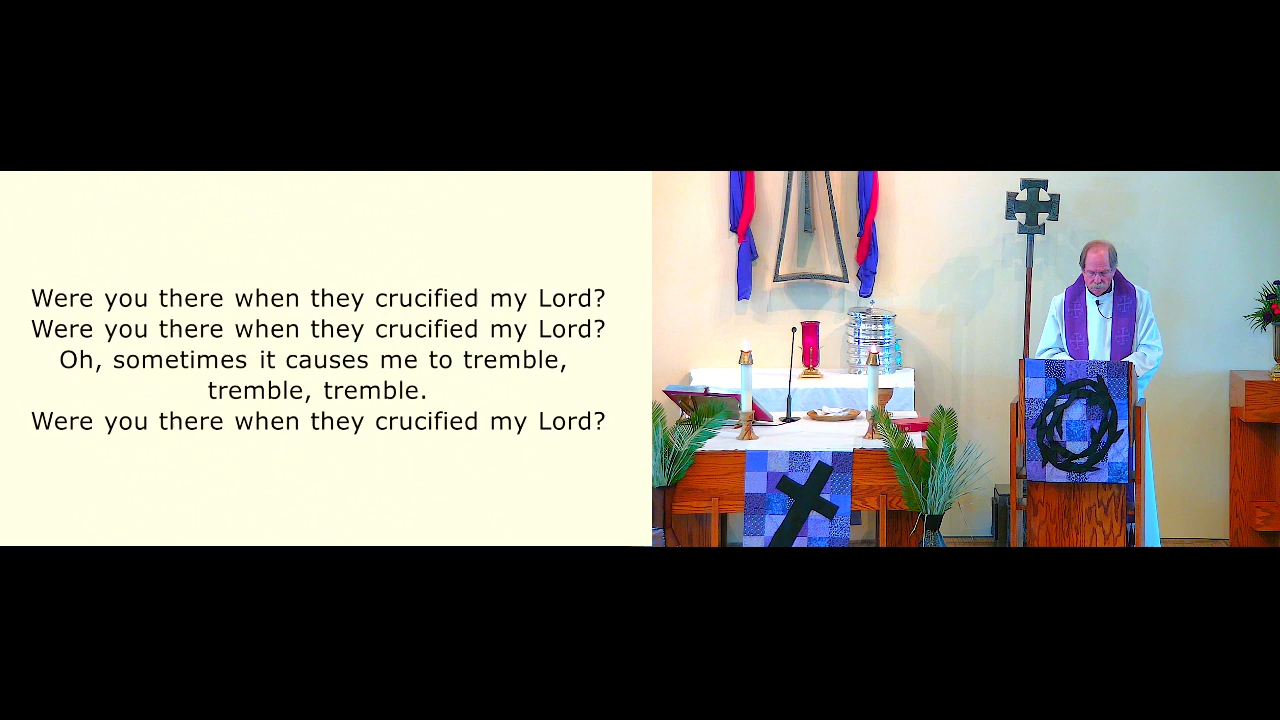 Were you there when they crucified my Lord?
Were you there when they crucified my Lord?
Oh, sometimes it causes me to tremble,
tremble, tremble.
Were you there when they crucified my Lord?